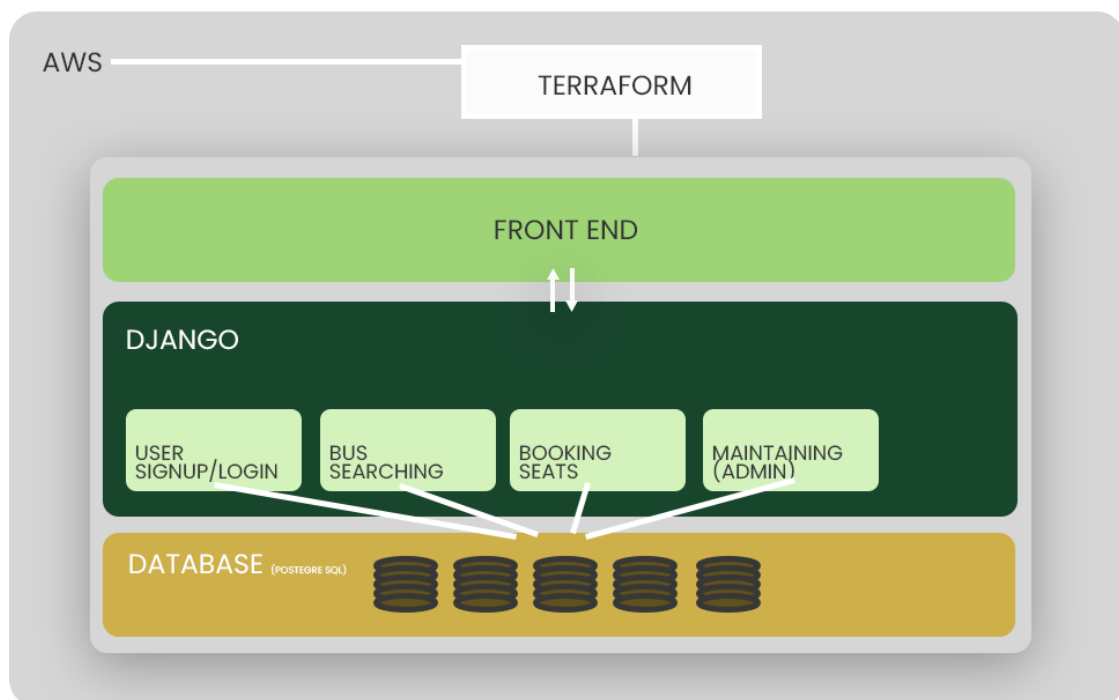 AWS
TERRAFORM
FRONT END
DJANGO
USER
SIGNUP/LOGIN
BUS
SEARCHING
BOOKING
SEATS
MAINTAINING
(ADMIN)
DATABASE (POSTEGRE SQL)